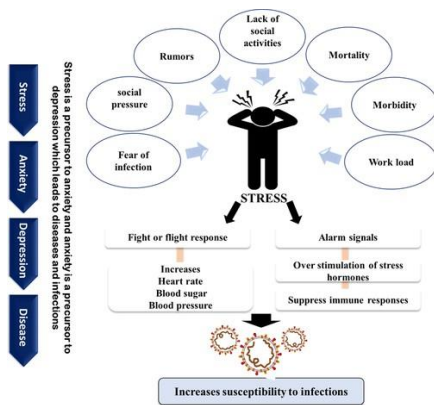 Stress
Anxiety
Depression
Disease
Stress is a precursor to anxiety and anxiety is a precursor to
depression which leads to diseases and infections
Lack of
social
activities
Rumors
Mortality
social
pressure
Morbidity
Fear of
infection
Work load
STRESS
Fight or flight response
Alarm signals
Increases
Heart rate
Blood sugar
Blood pressure
Over stimulation of stress
hormones
Suppress immune responses
Increases susceptibility to infections